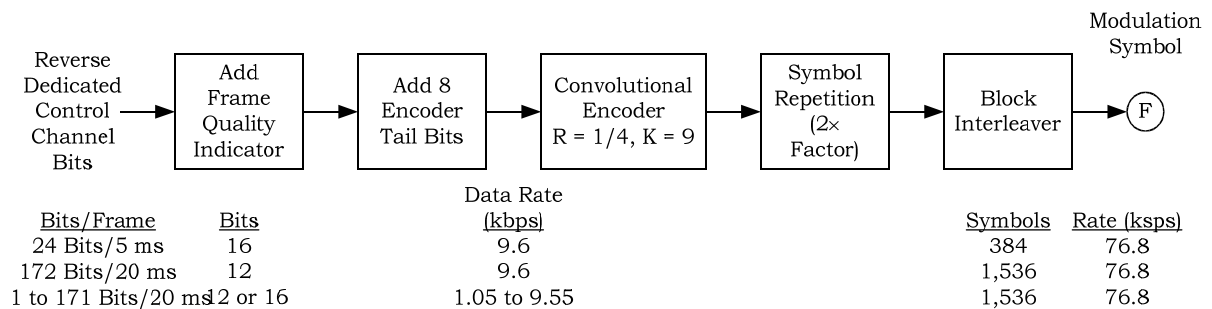 Modulation
Symbol
Reverse
Dedicated
Control
Channel
Bits
Add
Frame
Quality
Indicator
Add 8
Encoder
Tail Bits
Convolutional
Encoder
R = 1/4, K = 9
Symbol
Repetition
(2×
Factor)
Block
Interleaver
F
Data Rate
Bits/Frame Bits (kbps) Symbols Rate (ksps)
24 Bits/5 ms 16 9.6 384 76.8
172 Bits/20 ms 12 9.6 1,536 76.8
1 to 171 Bits/20 ms 12 or 16 1.05 to 9.55 1,536 76.8